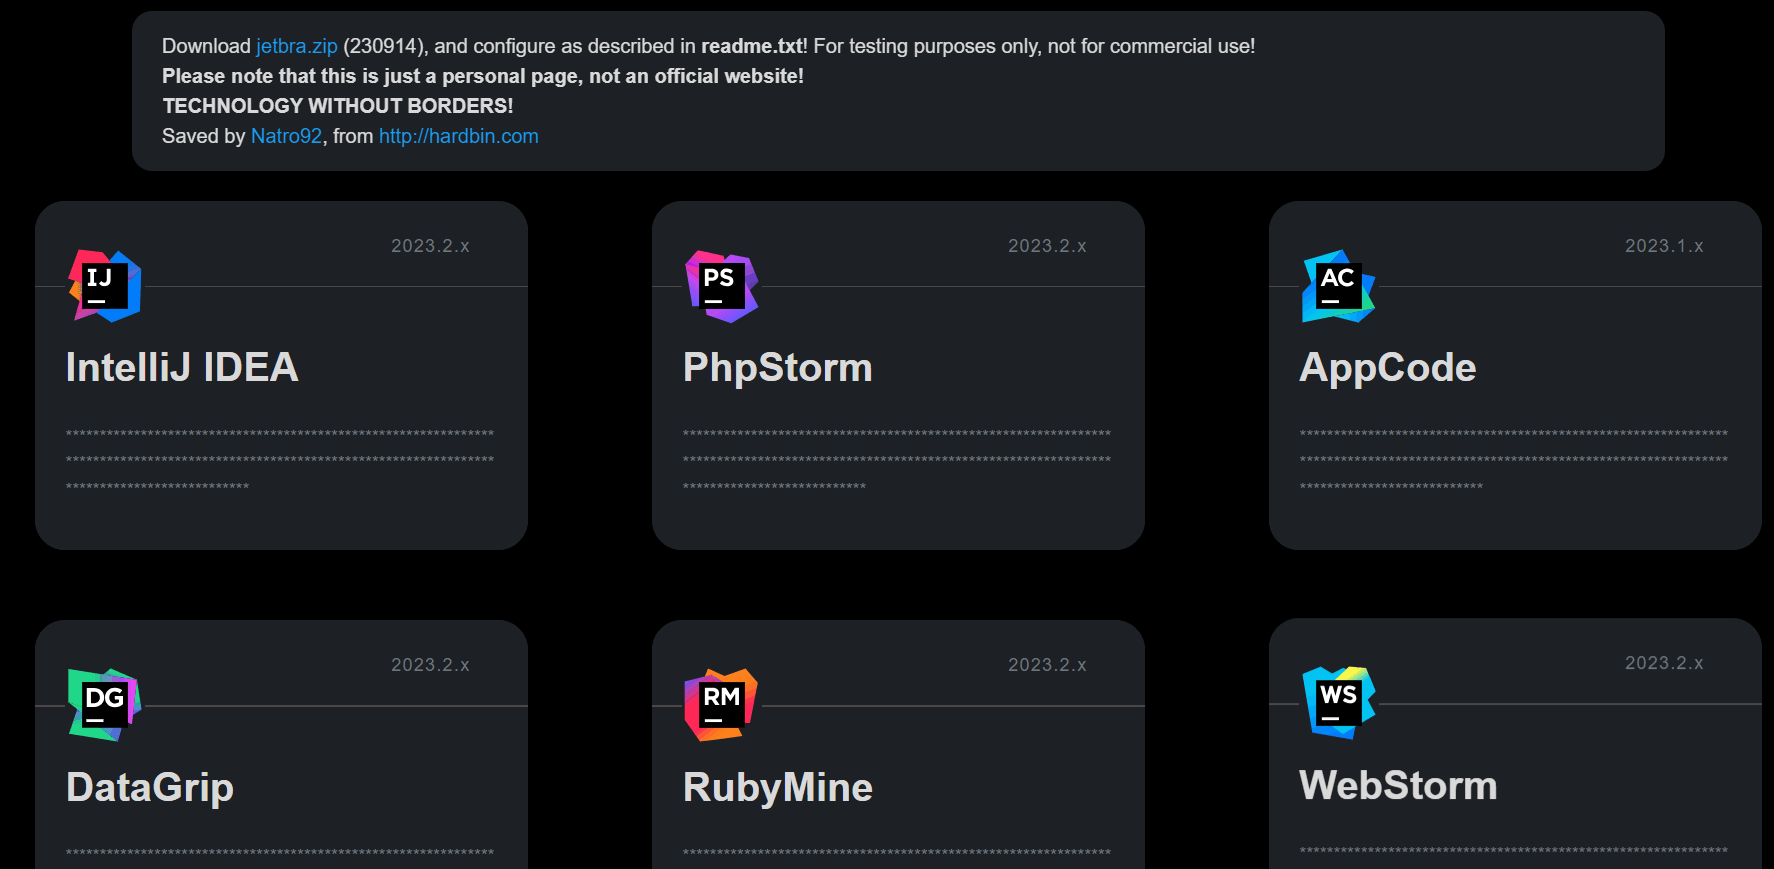 Download jetbra.zip (230914), and configure as described in readme.txt! For testing purposes only, not for commercial use!
Please note that this is just a personal page, not an official website!
TECHNOLOGY WITHOUT BORDERS!
Saved by Natro92, from http://hardbin.com
2023.2.x
IJ
IntelliJ IDEA
***************************************************************
***************************************************************
***************************
2023.2.x
PS
PhpStorm
***************************************************************
***************************************************************
***************************
2023.1.x
AC
AppCode
***************************************************************
***************************************************************
***************************
2023.2.x
DG
DataGrip
***************************************************************
2023.2.x
RM
RubyMine
***************************************************************
2023.2.x
WS
WebStorm
***************************************************************